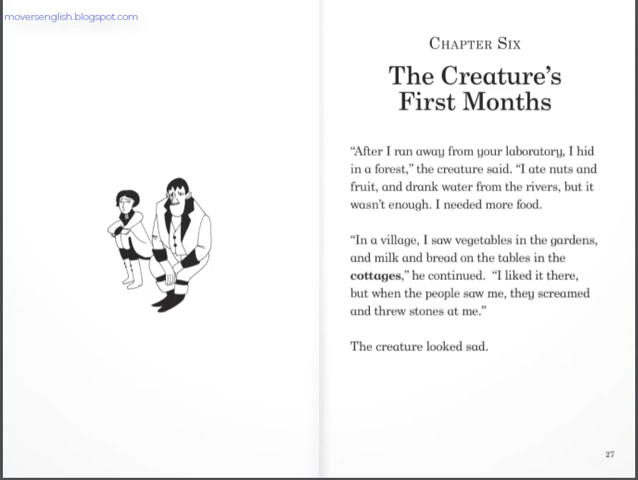 moversenglish.blogspot.com
Chapter Six
The Creature's
First Months
“After I ran away from your laboratory, I hid
in a forest,” the creature said. “I ate nuts and
fruit, and drank water from the rivers, but it
wasn't enough. I needed more food.
“In a village, I saw vegetables in the gardens,
and milk and bread on the tables in the
cottages,” he continued. “I liked it there,
but when the people saw me, they screamed
and threw stones at me.”
The creature looked sad.
27